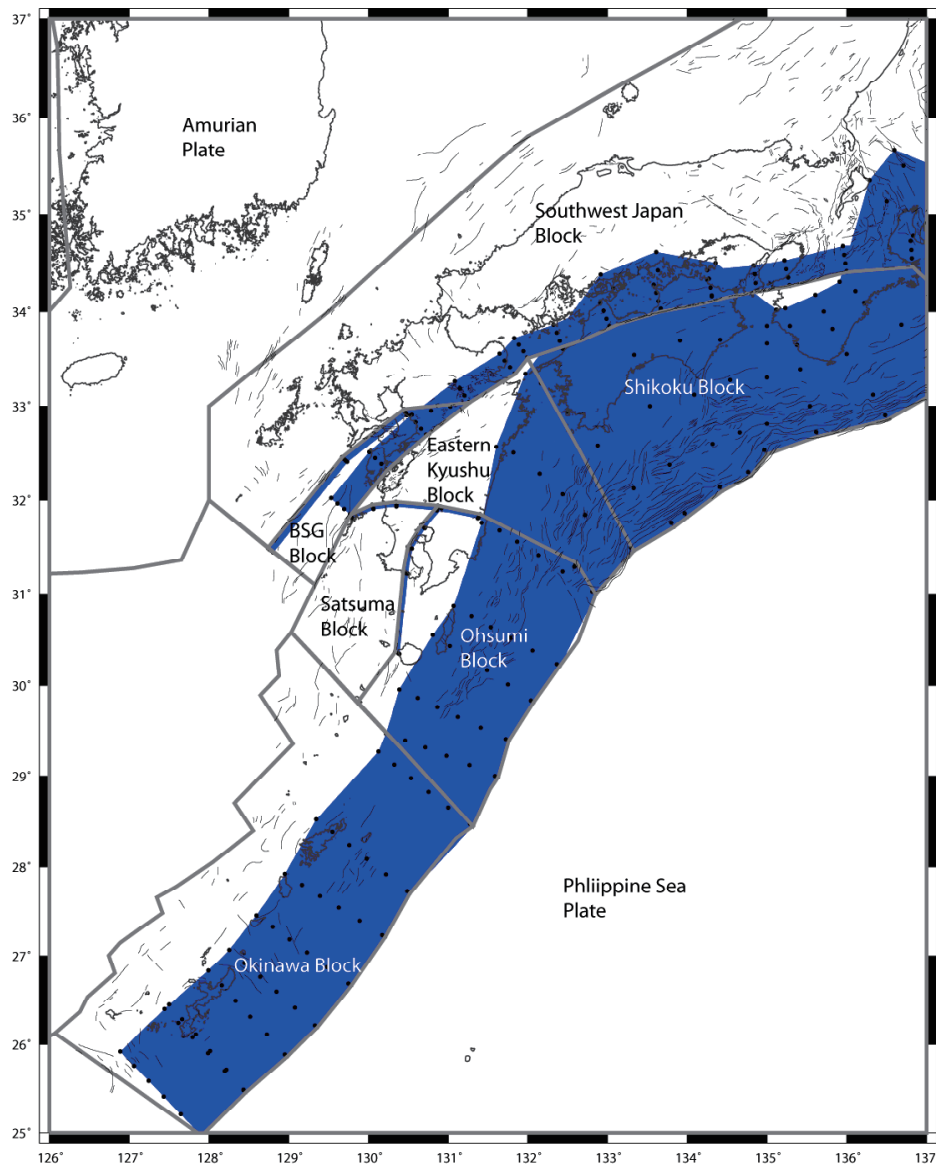 37˚
36˚
35˚
34˚
33˚
32˚
31˚
30˚
29˚
28˚
27˚
26˚
25˚
Amurian
Plate
Southwest Japan
Block
Shikoku Block
Eastern
Kyushu
Block
BSG
Block
Satsuma
Block
Ohsumi
Block
Phliippine Sea
Plate
Okinawa Block
126˚
127˚
128˚
129˚
130˚
131˚
132˚
133˚
134˚
135˚
136˚
137